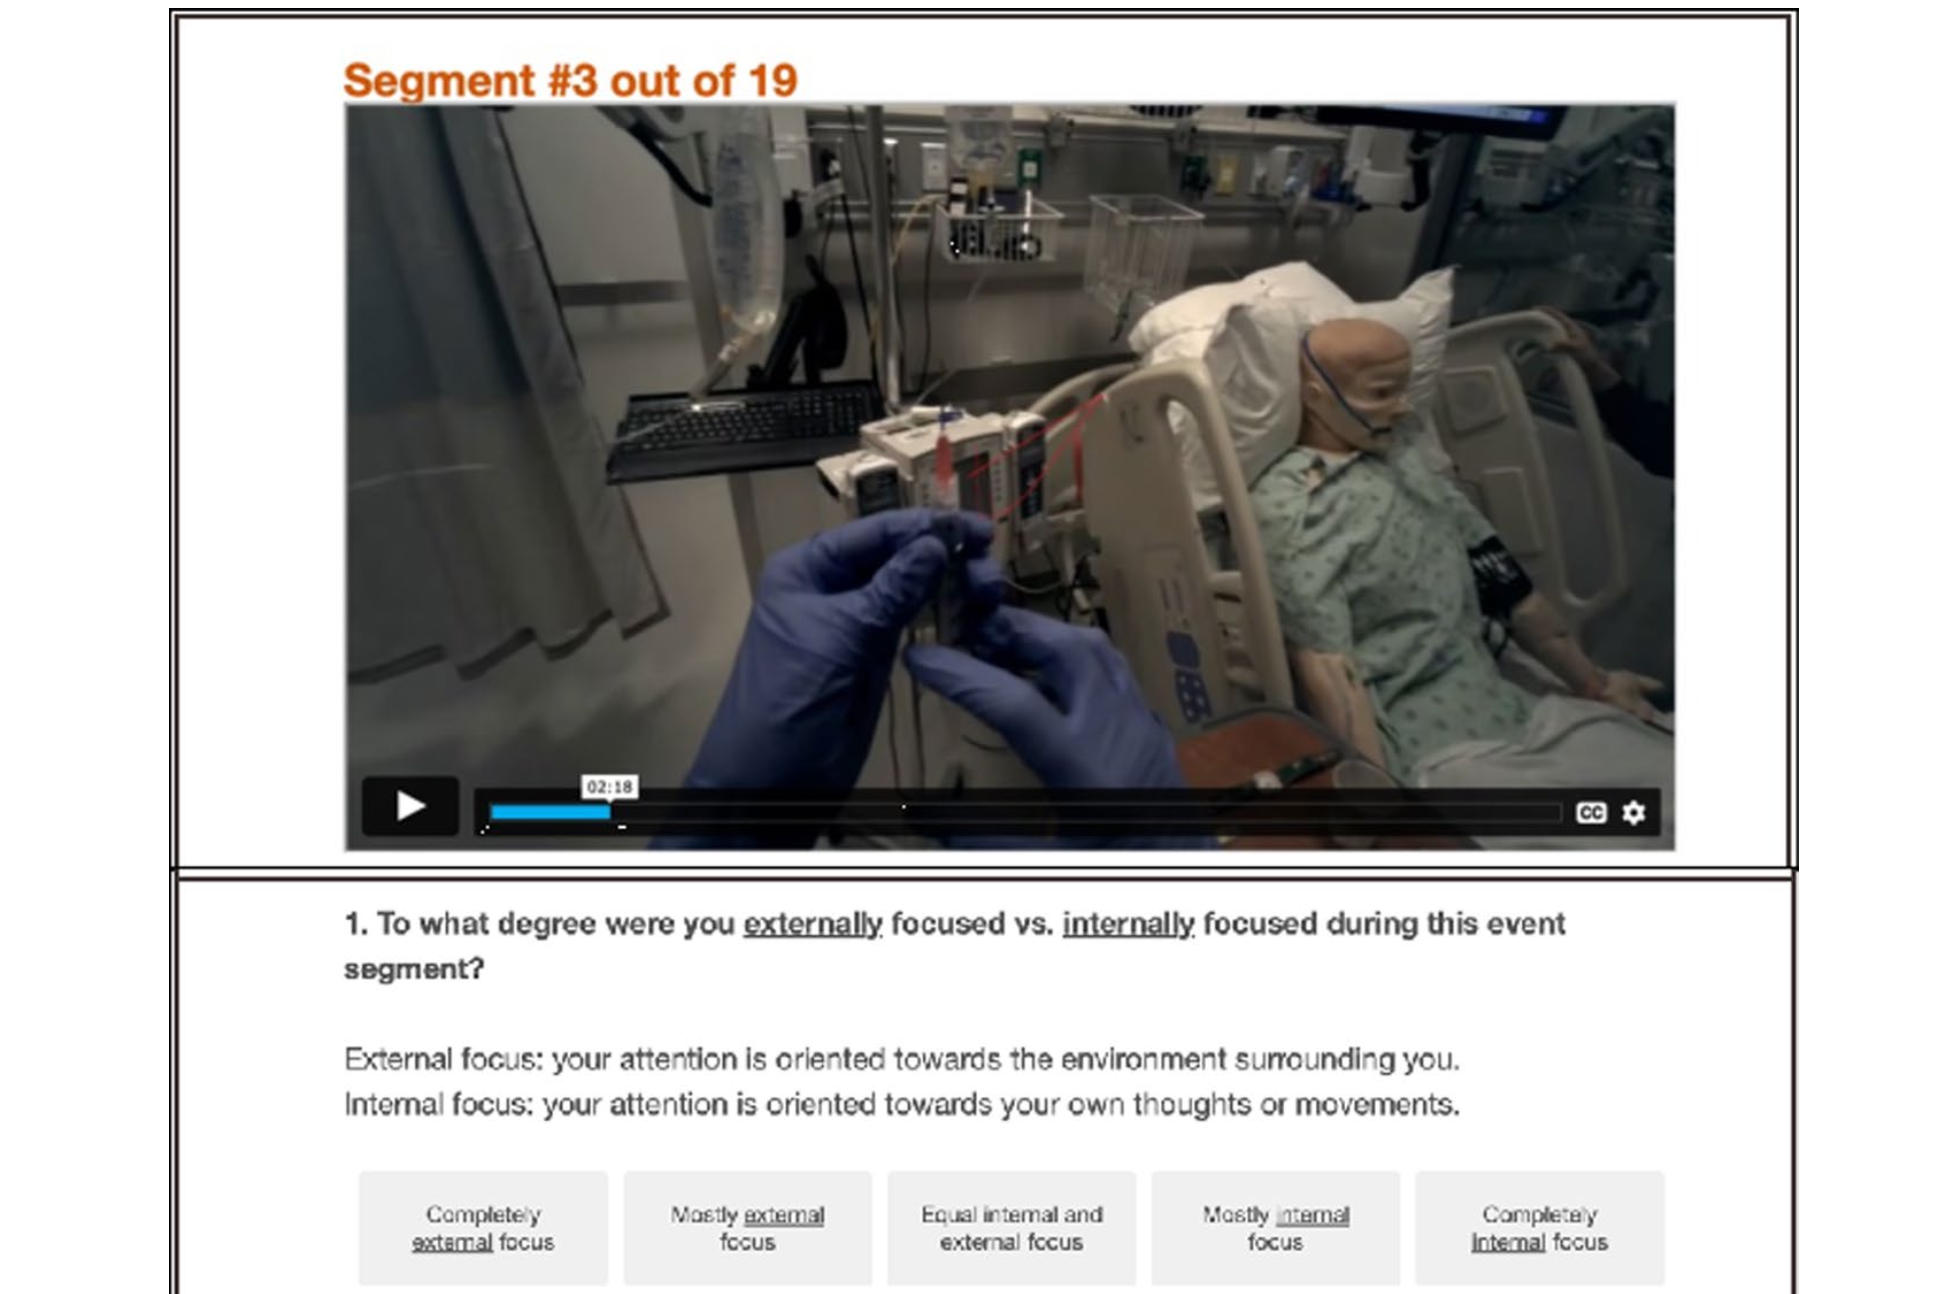 Segment #3 out of 19
02:18
CC
1. To what degree were you externally focused vs. internally focused during this event
segment?
External focus: your attention is oriented towards the environment surrounding you.
Internal focus: your attention is oriented towards your own thoughts or movements.
Completely
external focus
Mostly external
focus
Equal internal and
external focus
Mostly internal
focus
Completely
internal focus